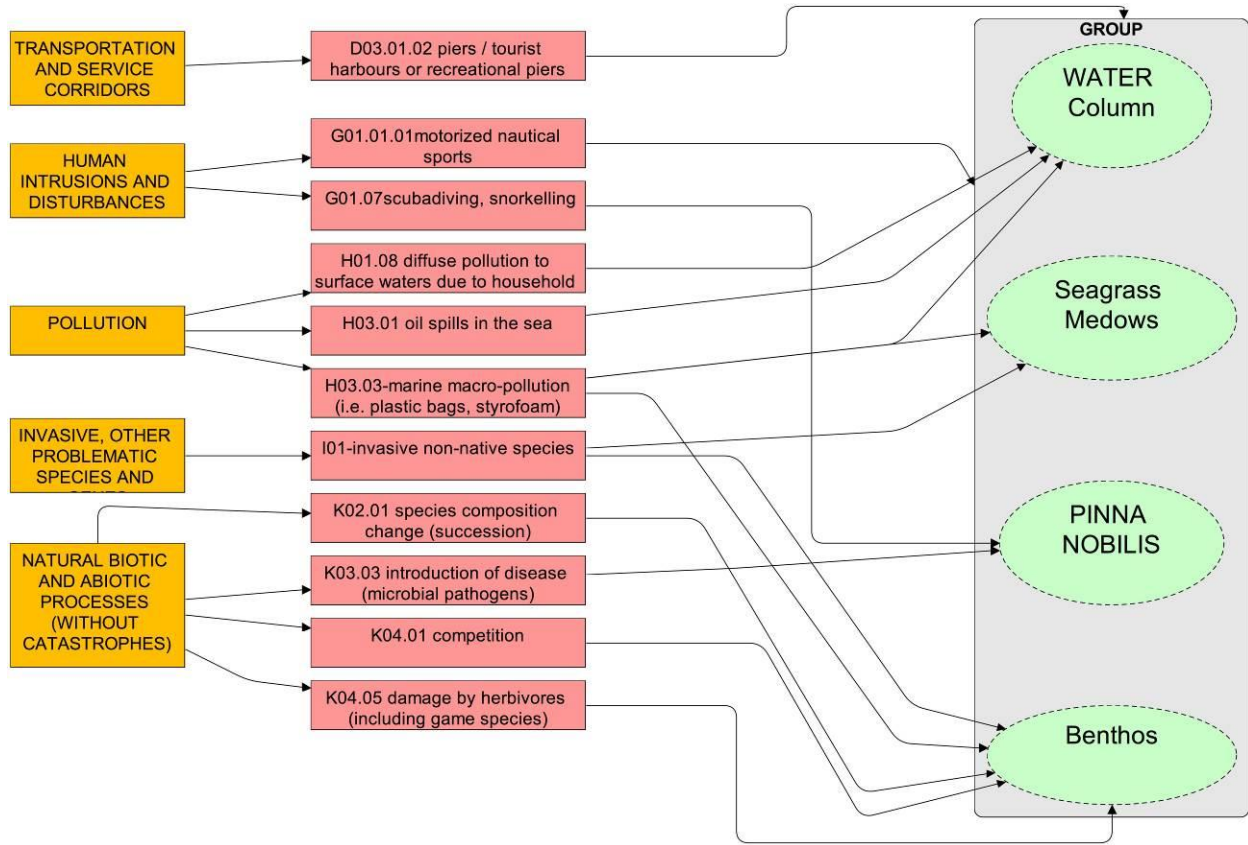 TRANSPORTATION
AND SERVICE
CORRIDORS
HUMAN
INTRUSIONS AND
DISTURBANCES
POLLUTION
INVASIVE, OTHER
PROBLEMATIC
SPECIES AND
NATURAL BIOTIC
AND ABIOTIC
PROCESSES
(WITHOUT
CATASTROPHES)
D03.01.02 piers / tourist
harbours or recreational piers
G01.01.01motorized nautical
sports
G01.07scubadiving, snorkelling
H01.08 diffuse pollution to
surface waters due to household
H03.01 oil spills in the sea
H03.03-marine macro-pollution
(i.e. plastic bags, styrofoam)
I01-invasive non-native species
K02.01 species composition
change (succession)
K03.03 introduction of disease
(microbial pathogens)
K04.01 competition
K04.05 damage by herbivores
(including game species)
GROUP
WATER
Column
Seagrass
Medows
PINNA
NOBILIS
Benthos